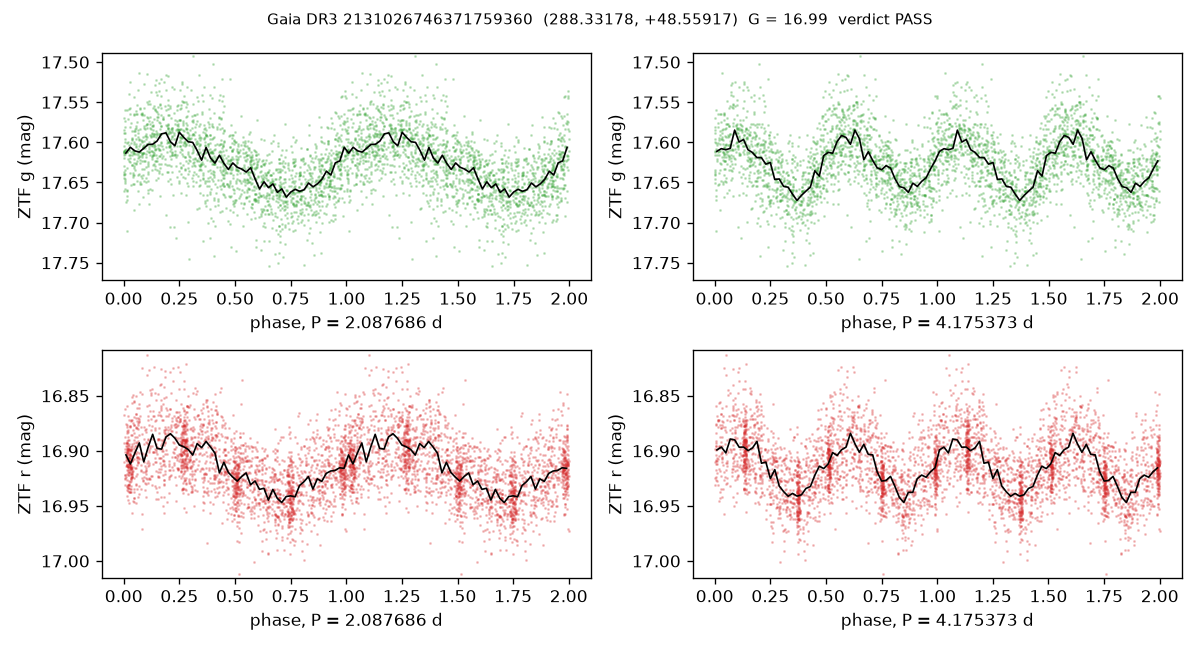 Gaia DR3 2131026746371759360 (288.33178, +48.55917) G = 16.99 verdict PASS
ZTF g (mag)
17.50
17.55
17.60
17.65
17.70
17.75
0.00 0.25 0.50 0.75 1.00 1.25 1.50 1.75 2.00
phase, P = 2.087686 d
ZTF g (mag)
17.50
17.55
17.60
17.65
17.70
17.75
0.00 0.25 0.50 0.75 1.00 1.25 1.50 1.75 2.00
phase, P = 4.175373 d
ZTF r (mag)
16.85
16.90
16.95
17.00
0.00 0.25 0.50 0.75 1.00 1.25 1.50 1.75 2.00
phase, P = 2.087686 d
ZTF r (mag)
16.85
16.90
16.95
17.00
0.00 0.25 0.50 0.75 1.00 1.25 1.50 1.75 2.00
phase, P = 4.175373 d